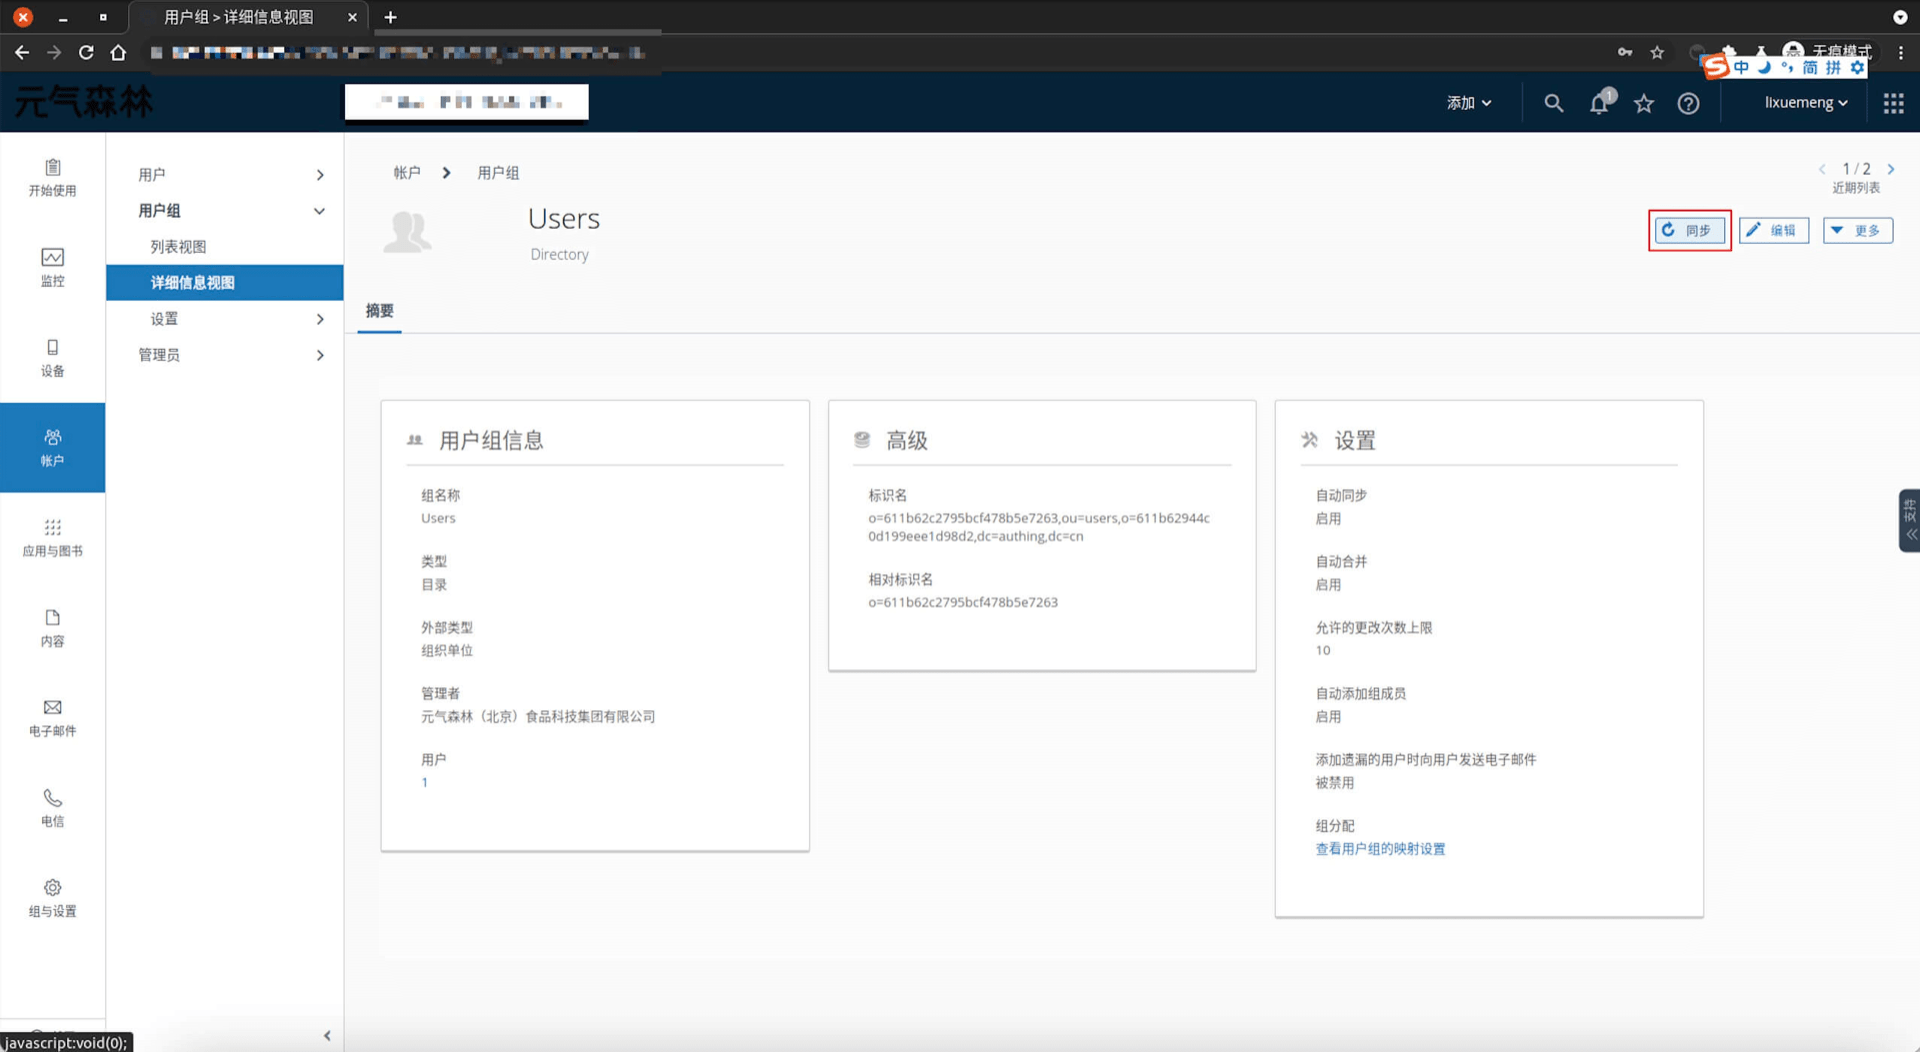 用户组 > 详细信息视图
无痕模式
中 简 拼
元气森林
添加
1
lixuemeng
开始使用
监控
设备
帐户
应用与图书
内容
电子邮件
电信
组与设置
用户
用户组
列表视图
详细信息视图
设置
管理员
帐户 用户组
1 / 2
近期列表
Users
Directory
同步
编辑
更多
摘要
用户组信息
组名称
Users
类型
目录
外部类型
组织单位
管理者
元气森林（北京）食品科技集团有限公司
用户
1
高级
标识名
o=611b62c2795bcf478b5e7263,ou=users,o=611b62944c
0d199eee1d98d2,dc=authing,dc=cn
相对标识名
o=611b62c2795bcf478b5e7263
设置
自动同步
启用
自动合并
启用
允许的更改次数上限
10
自动添加组成员
启用
添加遗漏的用户时向用户发送电子邮件
被禁用
组分配
查看用户组的映射设置
支持
javascript:void(0);